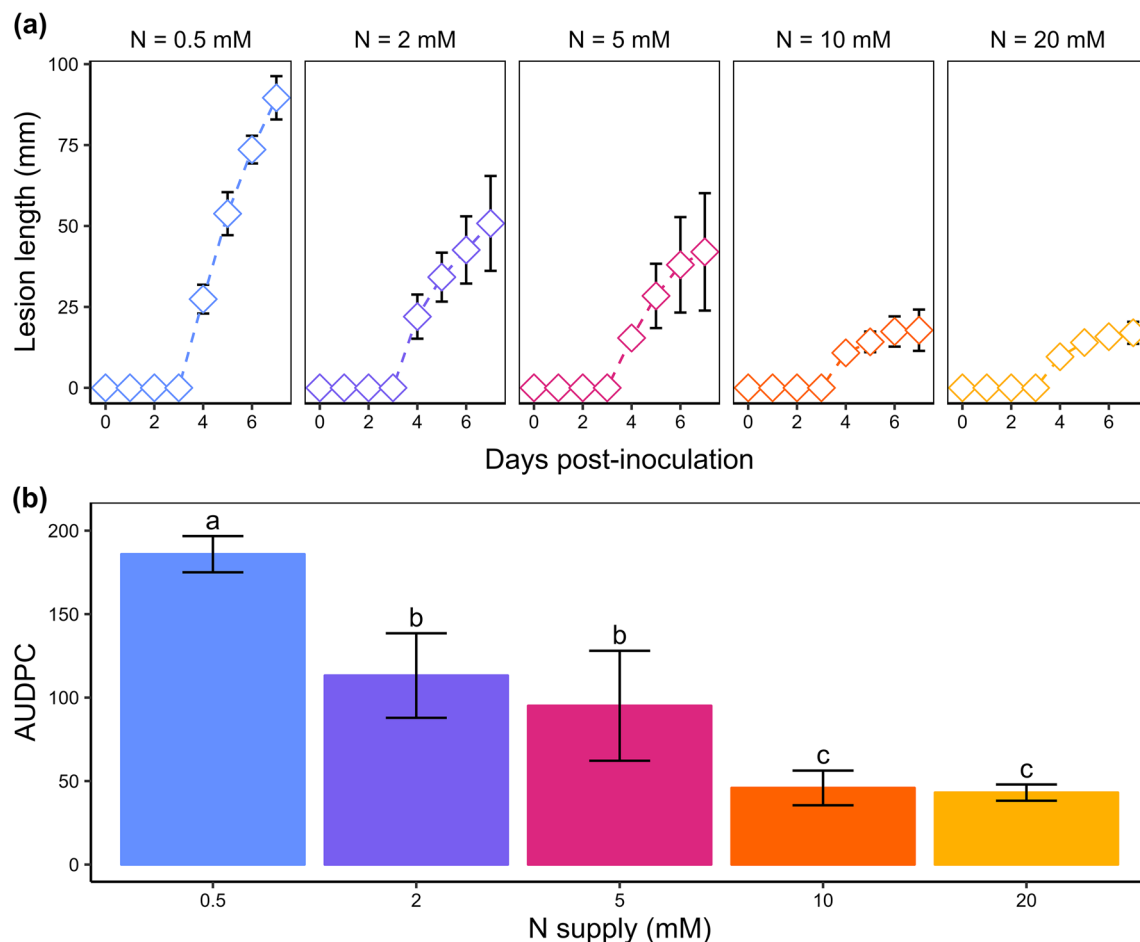 (a)
N = 0.5 mM N = 2 mM N = 5 mM N = 10 mM N = 20 mM
100
75
50
25
0
Lesion length (mm)
0 2 4 6 0 2 4 6 0 2 4 6 0 2 4 6 0 2 4 6
Days post-inoculation
(b)
200
150
100
50
0
AUDPC
a
b
b
c
c
0.5 2 5 10 20
N supply (mM)